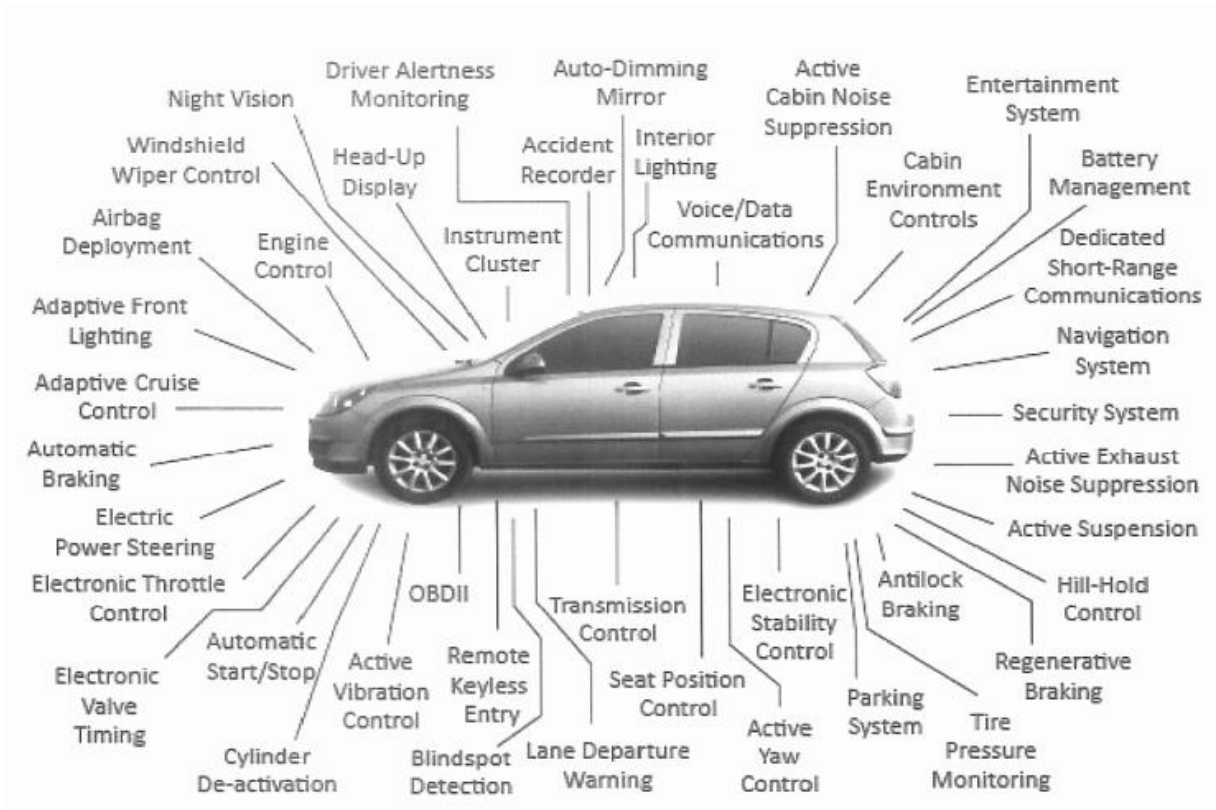 Driver Alertness
Monitoring
Auto-Dimming
Mirror
Active
Cabin Noise
Suppression
Entertainment
System
Night Vision
Windshield
Wiper Control
Head-Up
Display
Accident
Recorder
Interior
Lighting
Cabin
Environment
Controls
Battery
Management
Airbag
Deployment
Engine
Control
Instrument
Cluster
Voice/Data
Communications
Dedicated
Short-Range
Communications
Adaptive Front
Lighting
Navigation
System
Adaptive Cruise
Control
Security System
Automatic
Braking
Active Exhaust
Noise Suppression
Electric
Power Steering
Active Suspension
Electronic Throttle
Control
OBDII
Transmission
Control
Electronic
Stability
Control
Antilock
Braking
Hill-Hold
Control
Electronic
Valve
Timing
Automatic
Start/Stop
Active
Vibration
Control
Remote
Keyless
Entry
Seat Position
Control
Parking
System
Regenerative
Braking
Cylinder
De-activation
Blindspot
Detection
Lane Departure
Warning
Active
Yaw
Control
Tire
Pressure
Monitoring